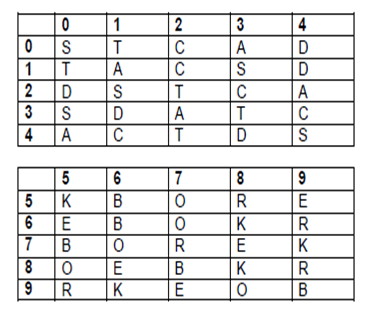 0 1 2 3 4
0 S T C A D
1 T A C S D
2 D S T C A
3 S D A T C
4 A C T D S
5 6 7 8 9
5 K B O R E
6 E B O K R
7 B O R E K
8 O E B K R
9 R K E O B